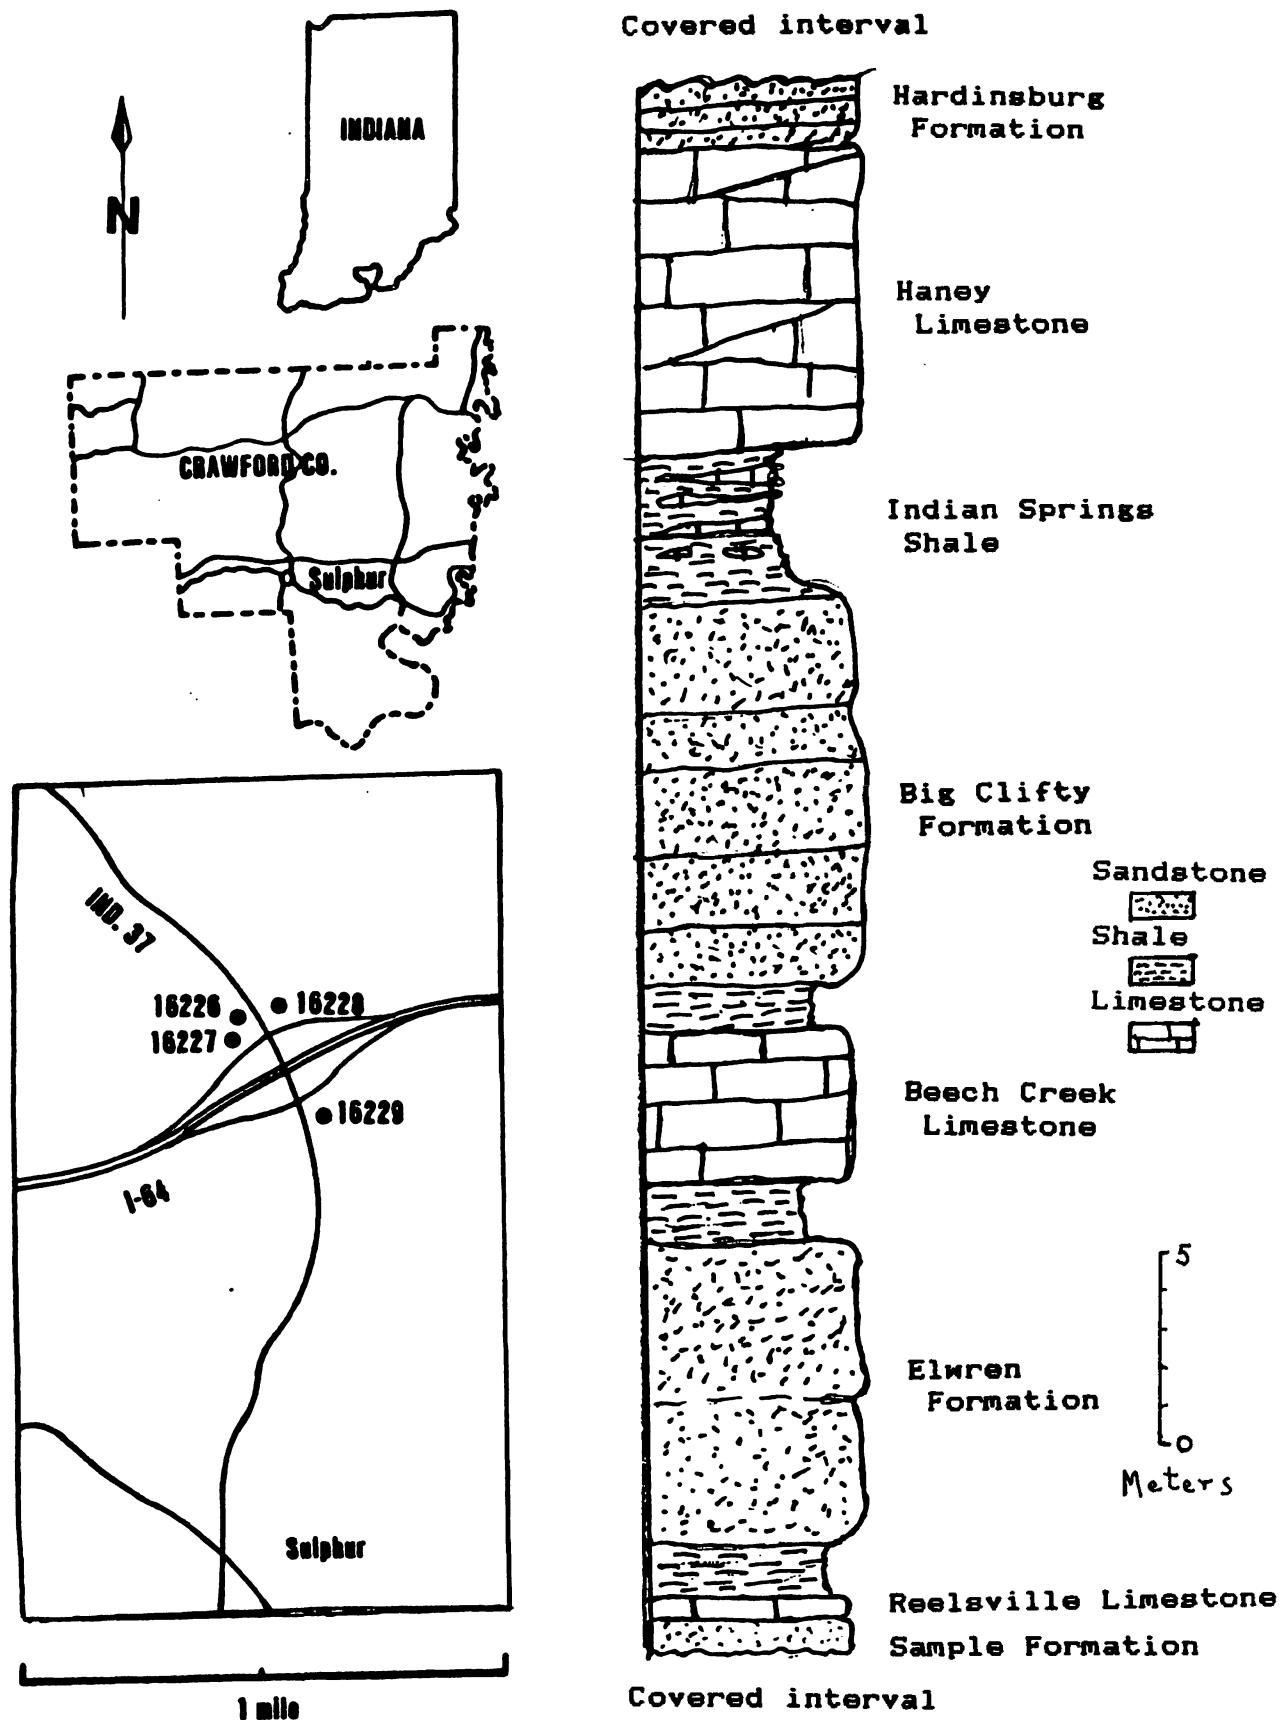 INDIANA
N
CRAWFORD CO.
Sulphur
IND. 37
16226
16228
16227
16229
I-64
Sulphur
1 mile
Covered interval
Hardinsburg
Formation
Haney
Limestone
Indian Springs
Shale
Big Clifty
Formation
Sandstone
Shale
Limestone
Beech Creek
Limestone
5
Elwren
Formation
0
Meters
Reelsville Limestone
Sample Formation
Covered interval